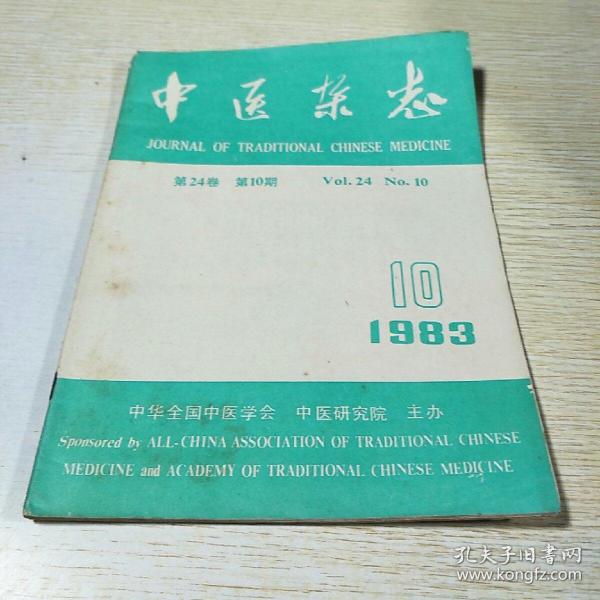 中医杂志
JOURNAL OF TRADITIONAL CHINESE MEDICINE
第24卷 第10期 Vol. 24 No. 10
10
1983
中华全国中医学会 中医研究院 主办
Sponsored by ALL-CHINA ASSOCIATION OF TRADITIONAL CHINESE
MEDICINE and ACADEMY OF TRADITIONAL CHINESE MEDICINE
孔夫子旧书网
www.kongfz.com